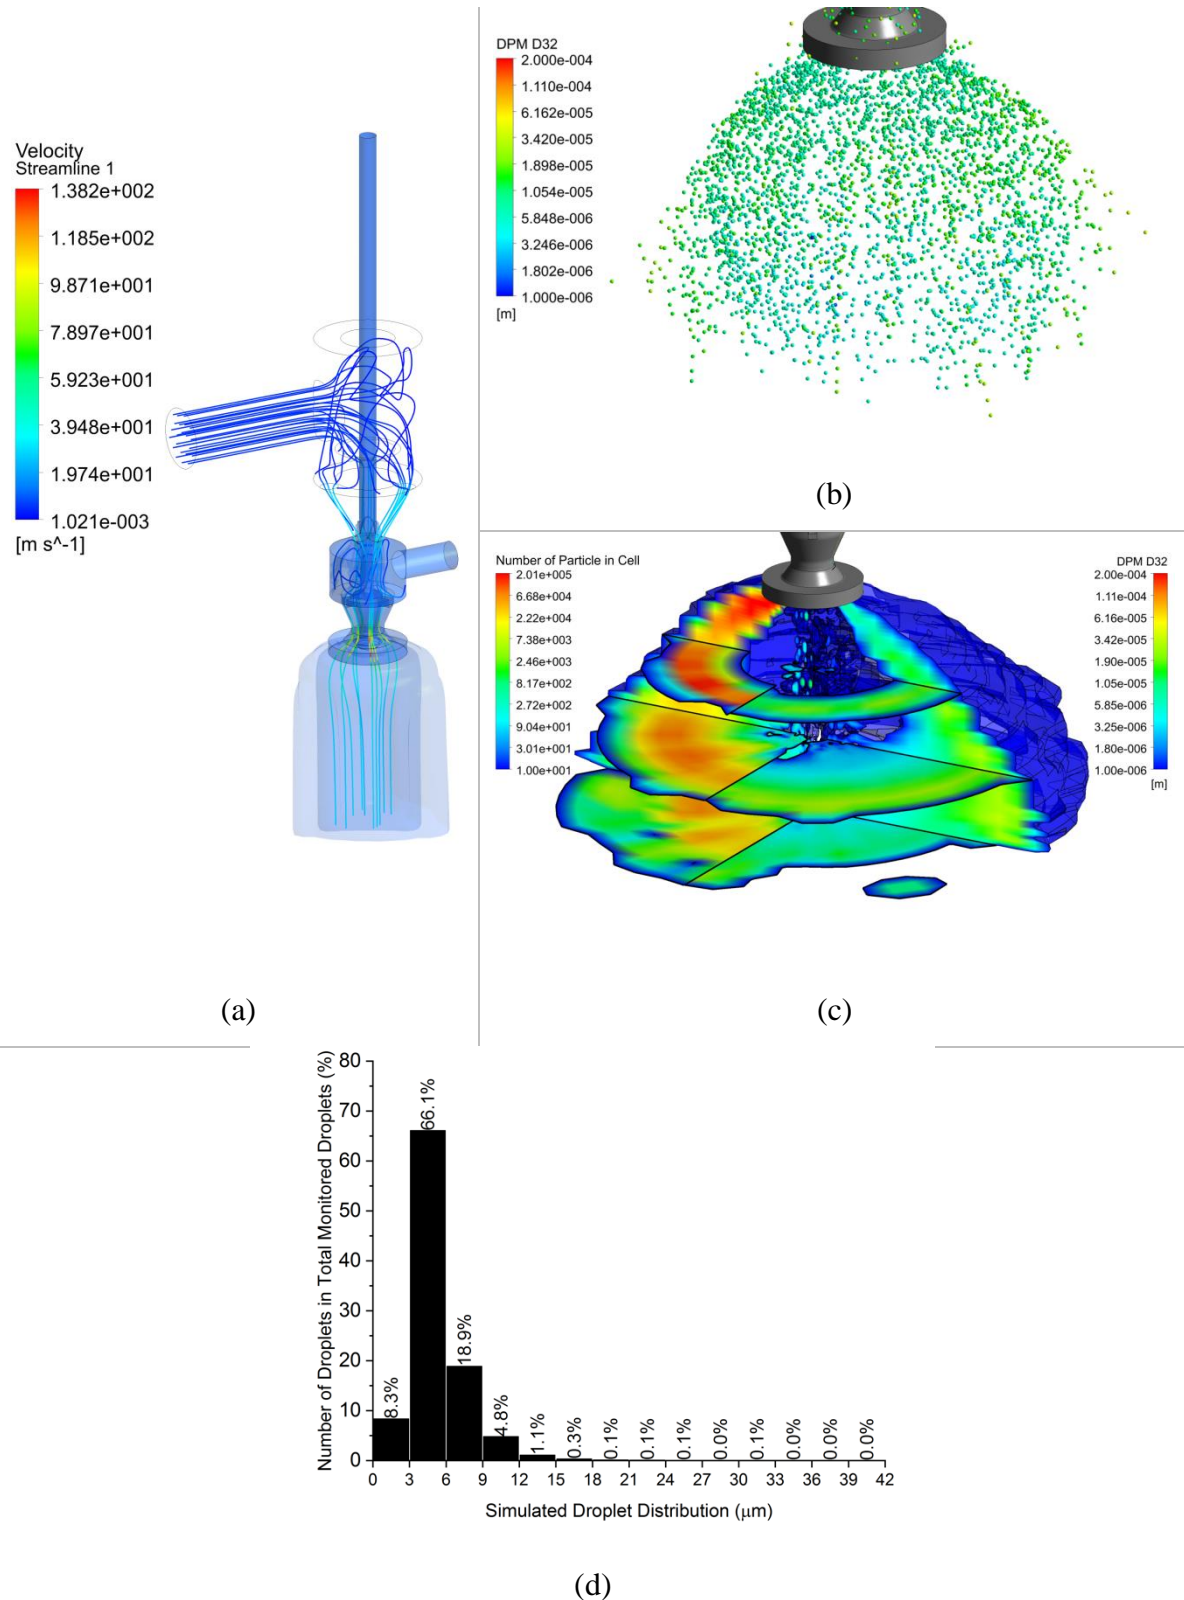 Velocity
Streamline 1
1.382e+002
1.185e+002
9.871e+001
7.897e+001
5.923e+001
3.948e+001
1.974e+001
1.021e-003
[m s^-1]
(a)
DPM D32
2.000e-004
1.110e-004
6.162e-005
3.420e-005
1.898e-005
1.054e-005
5.848e-006
3.246e-006
1.802e-006
1.000e-006
[m]
(b)
Number of Particle in Cell
2.01e+005
6.68e+004
2.22e+004
7.38e+003
2.46e+003
8.17e+002
2.72e+002
9.04e+001
3.01e+001
1.00e+001
DPM D32
2.00e-004
1.11e-004
6.16e-005
3.42e-005
1.90e-005
1.05e-005
5.85e-006
3.25e-006
1.80e-006
1.00e-006
[m]
(c)
Number of Droplets in Total Monitored Droplets (%)
80
70
60
50
40
30
20
10
0
8.3%
66.1%
18.9%
4.8%
1.1%
0.3%
0.1%
0.1%
0.1%
0.0%
0.1%
0.0%
0.0%
0.0%
0 3 6 9 12 15 18 21 24 27 30 33 36 39 42
Simulated Droplet Distribution (μm)
(d)